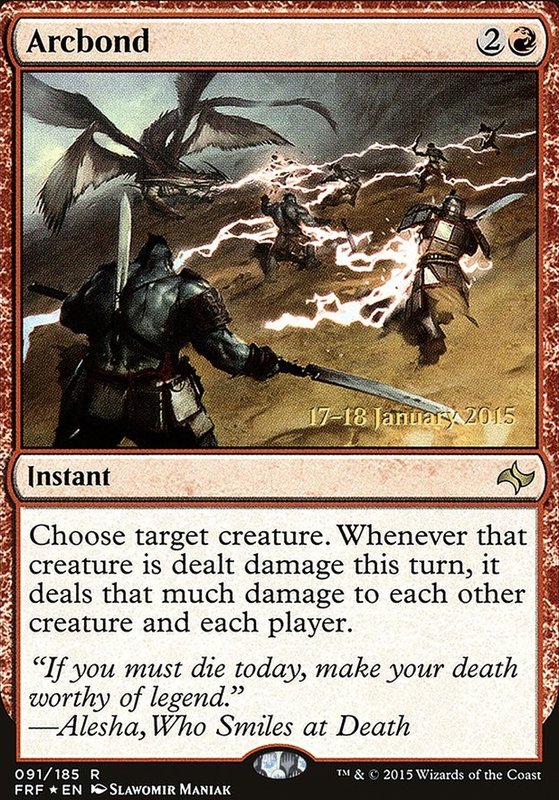 Arcbond 2
17-18 January 2015
Instant
Choose target creature. Whenever that
creature is dealt damage this turn, it
deals that much damage to each other
creature and each player.
“If you must die today, make your death
worthy of legend.”
—Alesha, Who Smiles at Death
091/185 R
FRF ★ EN Slawomir Maniak
™ & © 2015 Wizards of the Coast